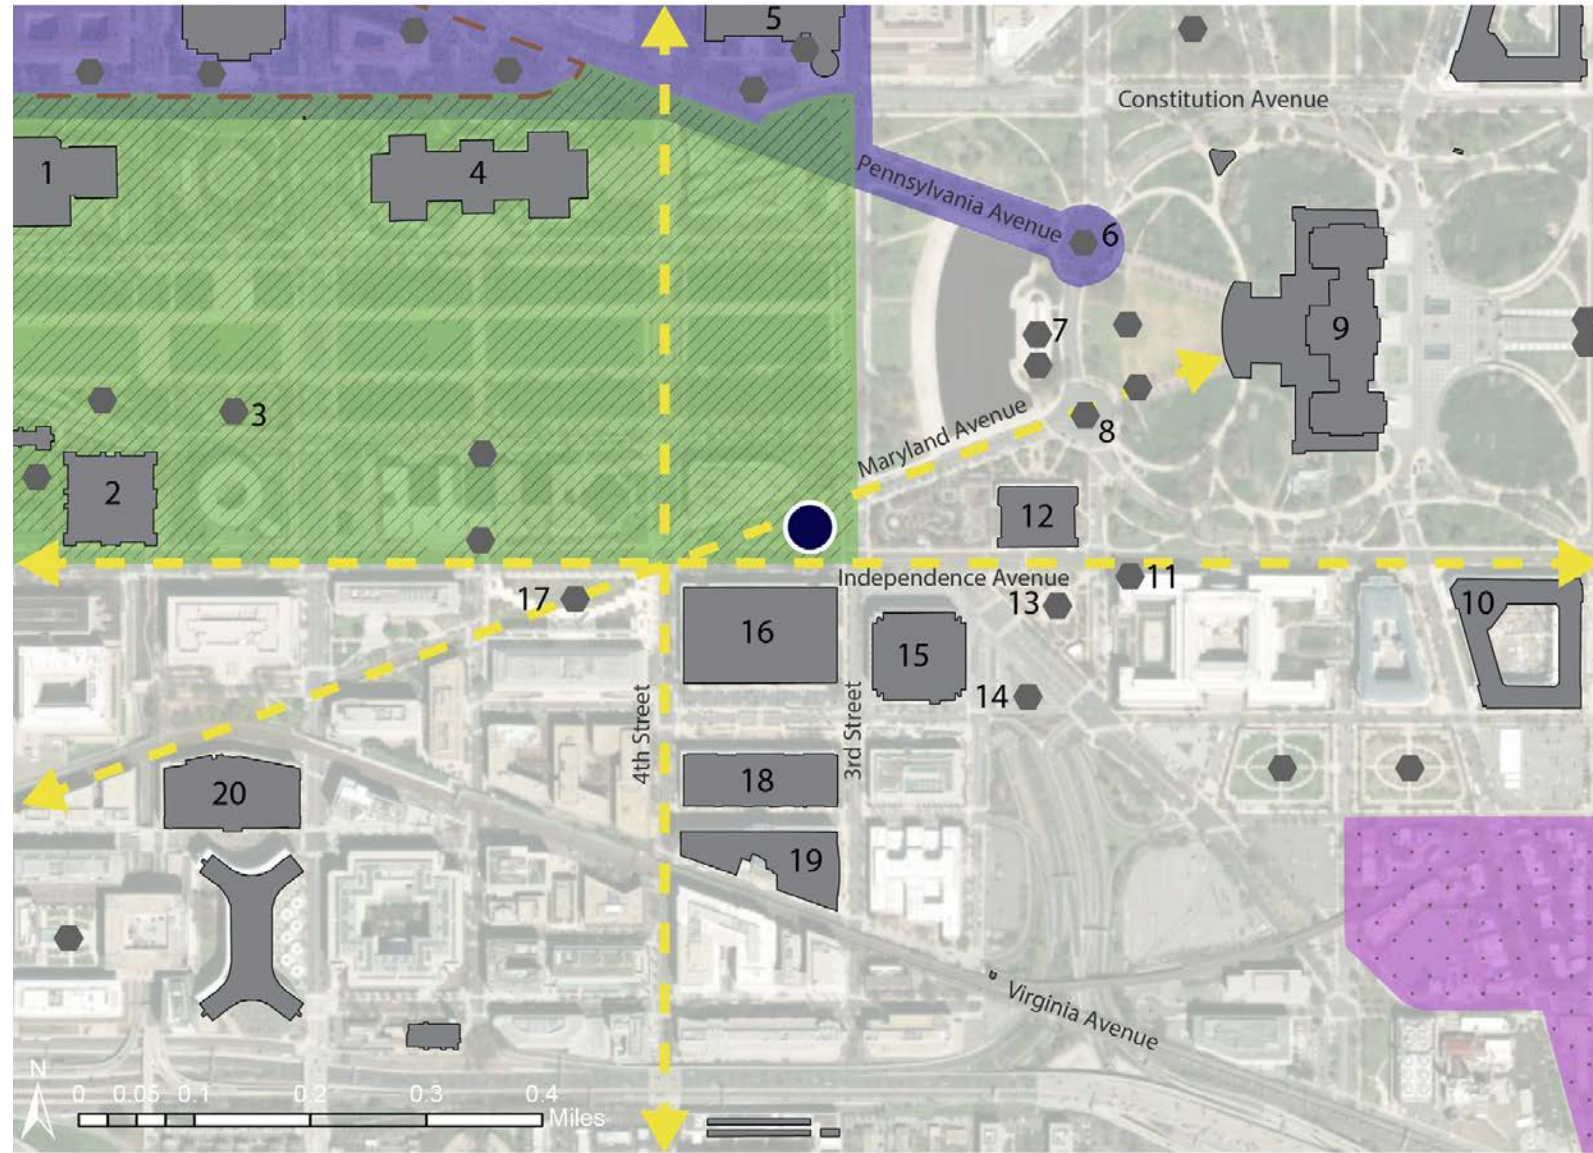 5
Constitution Avenue
1
4
Pennsylvania Avenue
6
7
9
3
Maryland Avenue
8
2
12
Independence Avenue
11
17
13
10
16
15
14
4th Street
3rd Street
18
20
19
Virginia Avenue
N
0 0.05 0.1 0.2 0.3 0.4
Miles